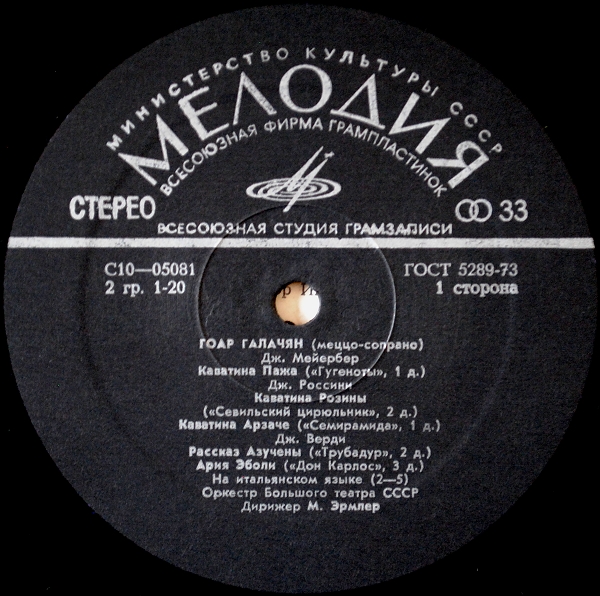 МИНИСТЕРСТВО КУЛЬТУРЫ СССР
МЕЛОДИЯ
ВСЕСОЮЗНАЯ ФИРМА ГРАМПЛАСТИНОК
СТЕРЕО
33
ВСЕСОЮЗНАЯ СТУДИЯ ГРАМЗАПИСИ
С10—05081
ГОСТ 5289-73
2 гр. 1-20
1 сторона
ГОАР ГАЛАЧЯН (меццо-сопрано)
Дж. Мейербер
Каватина Пажа («Гугеноты», 1 д.)
Дж. Россини
Каватина Розины
(«Севильский цирюльник», 2 д.)
Каватина Арзаче («Семирамида», 1 д.)
Дж. Верди
Рассказ Азучены («Трубадур», 2 д.)
Ария Эболи («Дон Карлос», 3 д.)
На итальянском языке (2—5)
Оркестр Большого театра СССР
Дирижер М. Эрмлер